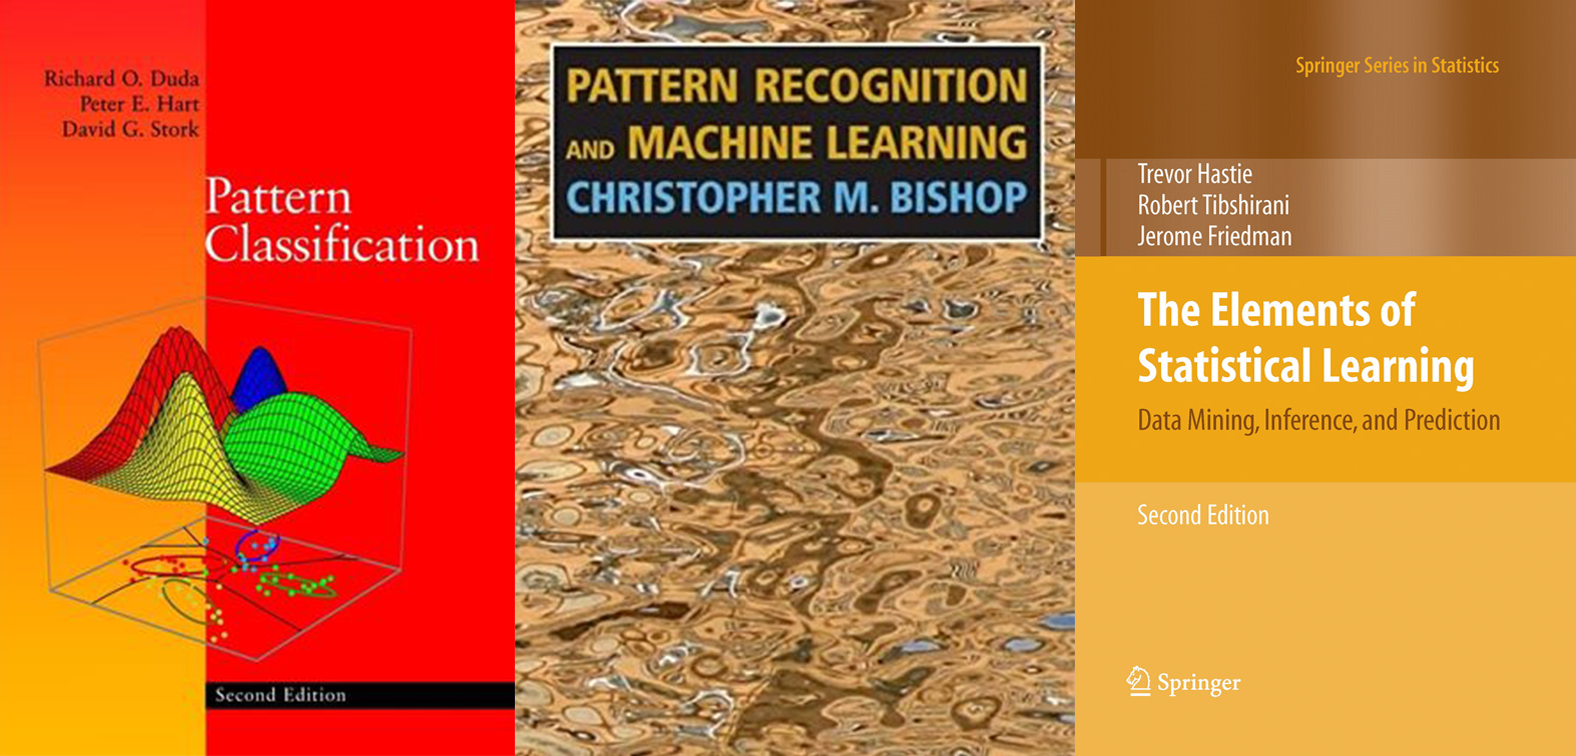 Richard O. Duda
Peter E. Hart
David G. Stork
Pattern
Classification
Second Edition
PATTERN RECOGNITION
AND MACHINE LEARNING
CHRISTOPHER M. BISHOP
Springer Series in Statistics
Trevor Hastie
Robert Tibshirani
Jerome Friedman
The Elements of
Statistical Learning
Data Mining, Inference, and Prediction
Second Edition
Springer